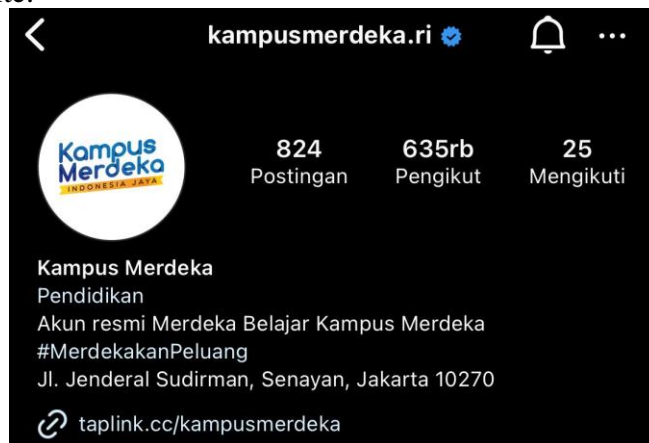 kampusmerdeka.ri
Kampus
Merdeka
INDONESIA JAYA
824 635rb 25
Postingan Pengikut Mengikuti
Kampus Merdeka
Pendidikan
Akun resmi Merdeka Belajar Kampus Merdeka
#MerdekakanPeluang
Jl. Jenderal Sudirman, Senayan, Jakarta 10270
taplink.cc/kampusmerdeka